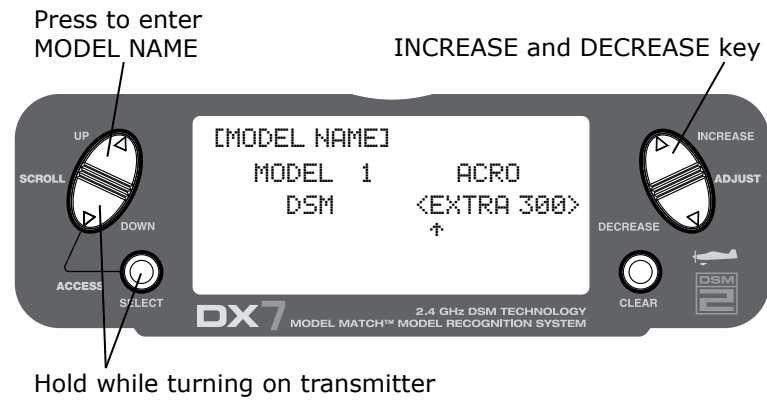 Press to enter
MODEL NAME
INCREASE and DECREASE key
UP
SCROLL
DOWN
ACCESS
SELECT
[MODEL NAME]
MODEL 1 ACRO
DSM <EXTRA 300>
↑
INCREASE
ADJUST
DECREASE
CLEAR
DSM
2
DX7
2.4 GHz DSM TECHNOLOGY
MODEL MATCH™ MODEL RECOGNITION SYSTEM
Hold while turning on transmitter